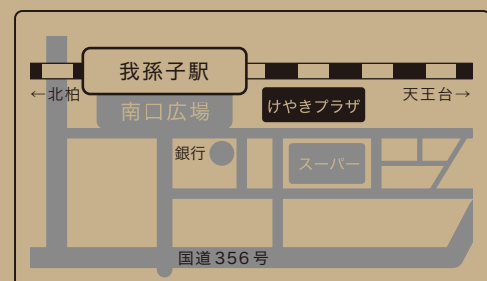 我孫子駅
←北柏
天王台→
南口広場
けやきプラザ
銀行
スーパー
国道356号